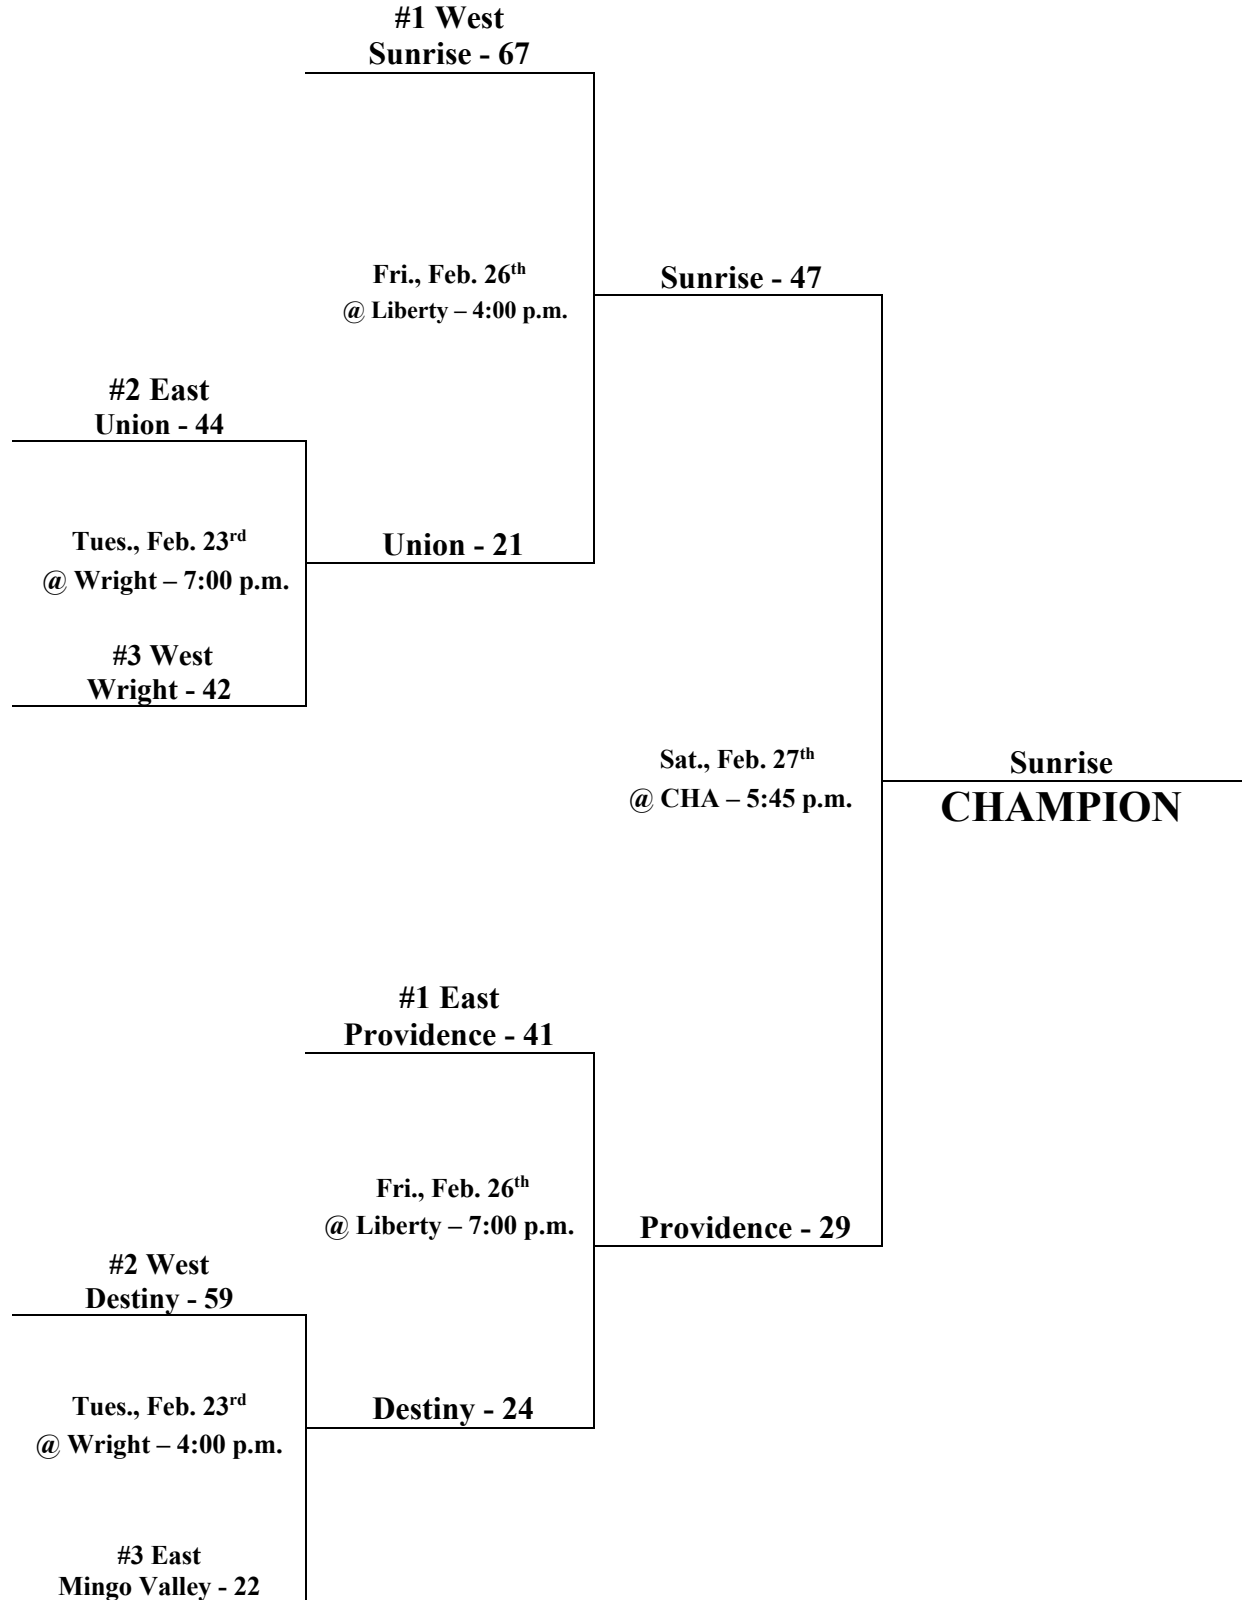 #1 West
Sunrise - 67
Fri., Feb. 26th
@ Liberty – 4:00 p.m.
Sunrise - 47
#2 East
Union - 44
Tues., Feb. 23rd
@ Wright – 7:00 p.m.
Union - 21
#3 West
Wright - 42
Sat., Feb. 27th
@ CHA – 5:45 p.m.
Sunrise
CHAMPION
#1 East
Providence - 41
Fri., Feb. 26th
@ Liberty – 7:00 p.m.
Providence - 29
#2 West
Destiny - 59
Tues., Feb. 23rd
@ Wright – 4:00 p.m.
Destiny - 24
#3 East
Mingo Valley - 22